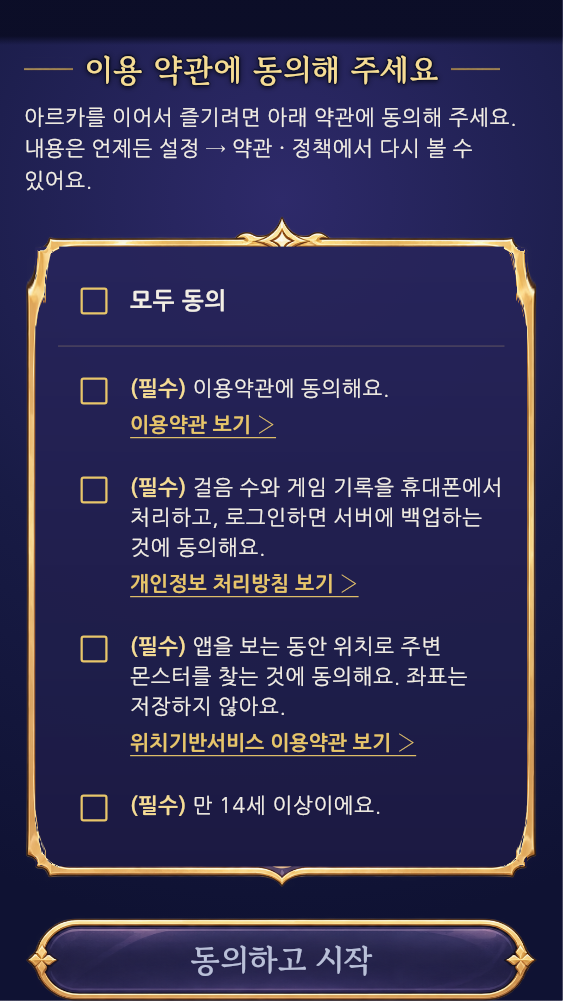 이용 약관에 동의해 주세요
아르카를 이어서 즐기려면 아래 약관에 동의해 주세요.
내용은 언제든 설정 → 약관 · 정책에서 다시 볼 수
있어요.
모두 동의
(필수) 이용약관에 동의해요.
이용약관 보기 >
(필수) 걸음 수와 게임 기록을 휴대폰에서
처리하고, 로그인하면 서버에 백업하는
것에 동의해요.
개인정보 처리방침 보기 >
(필수) 앱을 보는 동안 위치로 주변
몬스터를 찾는 것에 동의해요. 좌표는
저장하지 않아요.
위치기반서비스 이용약관 보기 >
(필수) 만 14세 이상이에요.
동의하고 시작